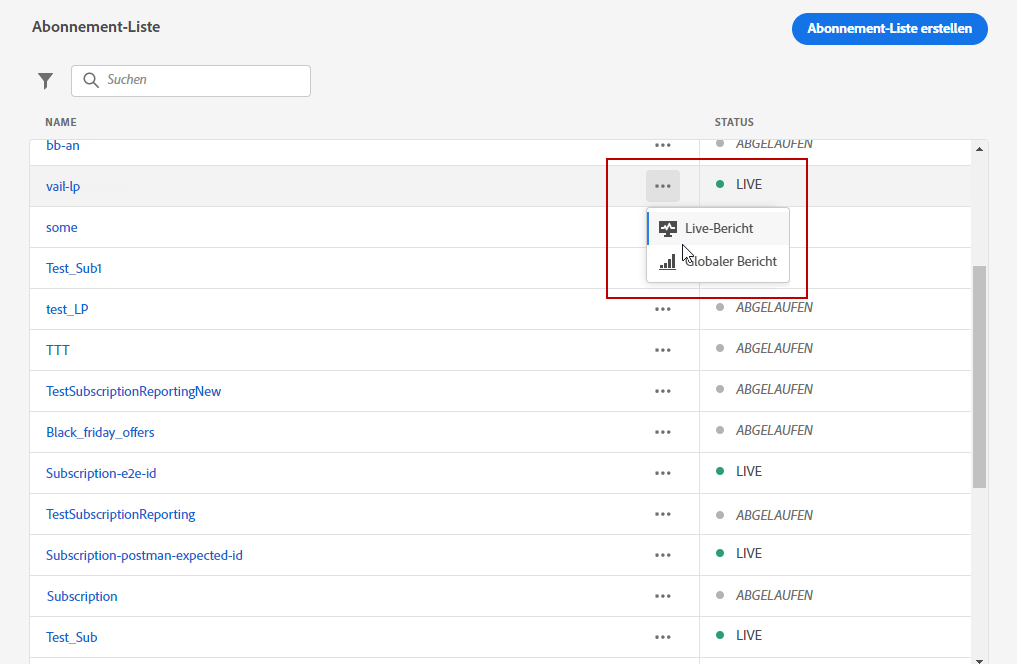 Abonnement-Liste
Abonnement-Liste erstellen
Suchen
NAME STATUS
bb-an ABGELAUFEN
vail-lp LIVE
some Live-Bericht
Test_Sub1 Globaler Bericht
test_LP ABGELAUFEN
TTT ABGELAUFEN
TestSubscriptionReportingNew ABGELAUFEN
Black_friday_offers ABGELAUFEN
Subscription-e2e-id LIVE
TestSubscriptionReporting ABGELAUFEN
Subscription-postman-expected-id LIVE
Subscription ABGELAUFEN
Test_Sub LIVE